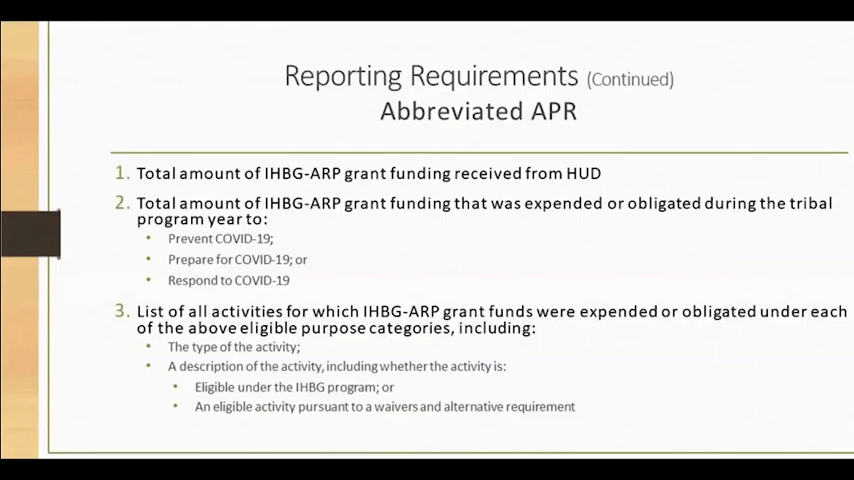 Reporting Requirements (Continued)
Abbreviated APR
1. Total amount of IHBG-ARP grant funding received from HUD
2. Total amount of IHBG-ARP grant funding that was expended or obligated during the tribal
program year to:
• Prevent COVID-19;
• Prepare for COVID-19; or
• Respond to COVID-19
3. List of all activities for which IHBG-ARP grant funds were expended or obligated under each
of the above eligible purpose categories, including:
• The type of the activity;
• A description of the activity, including whether the activity is:
• Eligible under the IHBG program; or
• An eligible activity pursuant to a waivers and alternative requirement